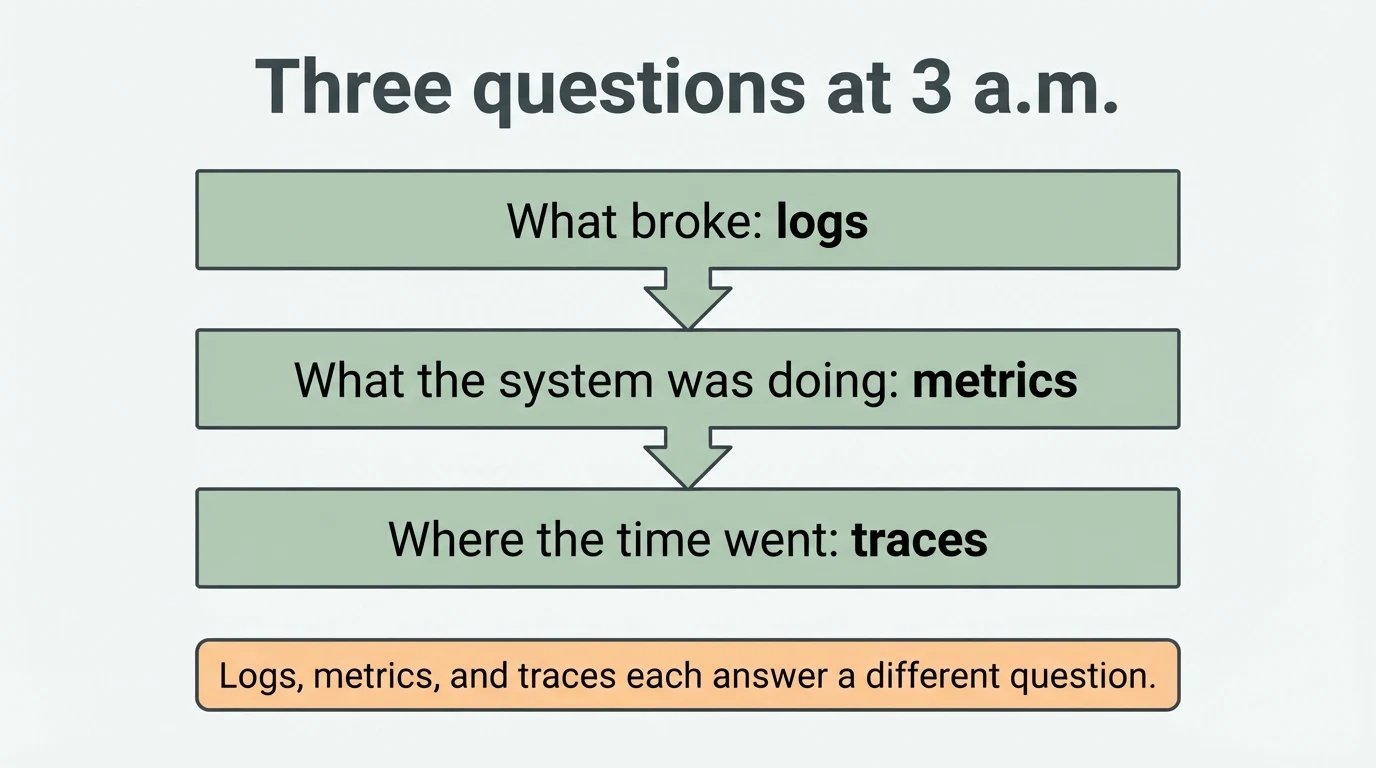 Three questions at 3 a.m.
What broke: logs
What the system was doing: metrics
Where the time went: traces
Logs, metrics, and traces each answer a different question.